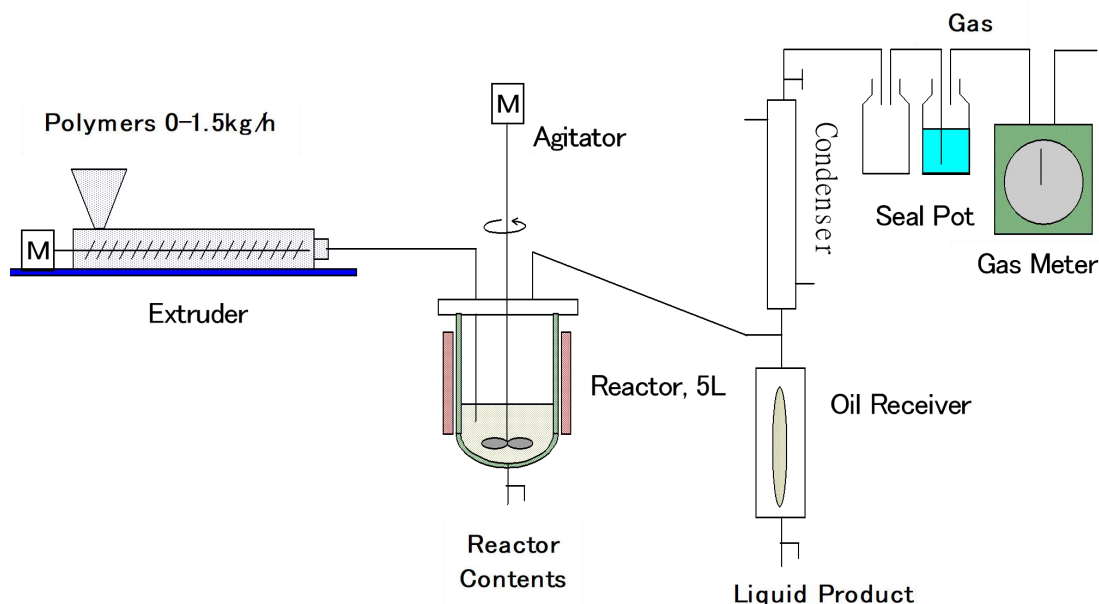 Gas
Polymers 0-1.5kg/h
M
Agitator
Condenser
Seal Pot
M
Gas Meter
Extruder
Reactor, 5L
Oil Receiver
Reactor
Contents
Liquid Product